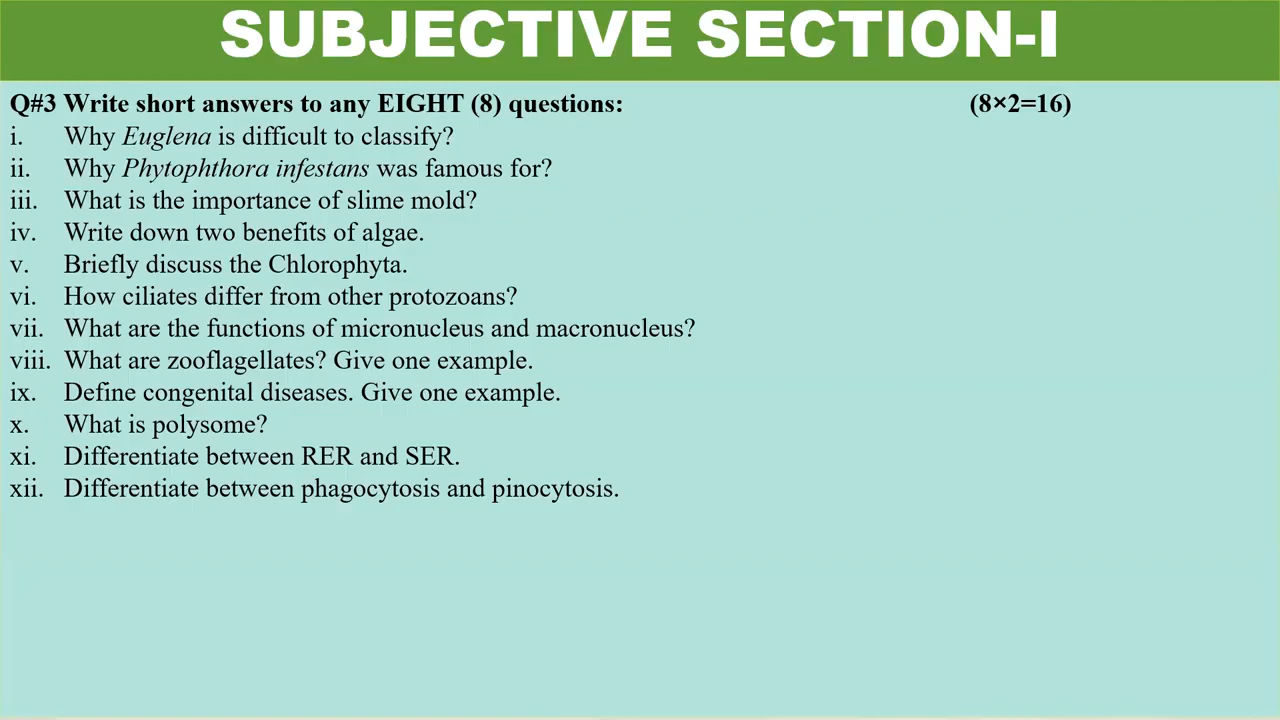 SUBJECTIVE SECTION-I
Q#3 Write short answers to any EIGHT (8) questions: (8×2=16)
i. Why Euglena is difficult to classify?
ii. Why Phytophthora infestans was famous for?
iii. What is the importance of slime mold?
iv. Write down two benefits of algae.
v. Briefly discuss the Chlorophyta.
vi. How ciliates differ from other protozoans?
vii. What are the functions of micronucleus and macronucleus?
viii. What are zooflagellates? Give one example.
ix. Define congenital diseases. Give one example.
x. What is polysome?
xi. Differentiate between RER and SER.
xii. Differentiate between phagocytosis and pinocytosis.